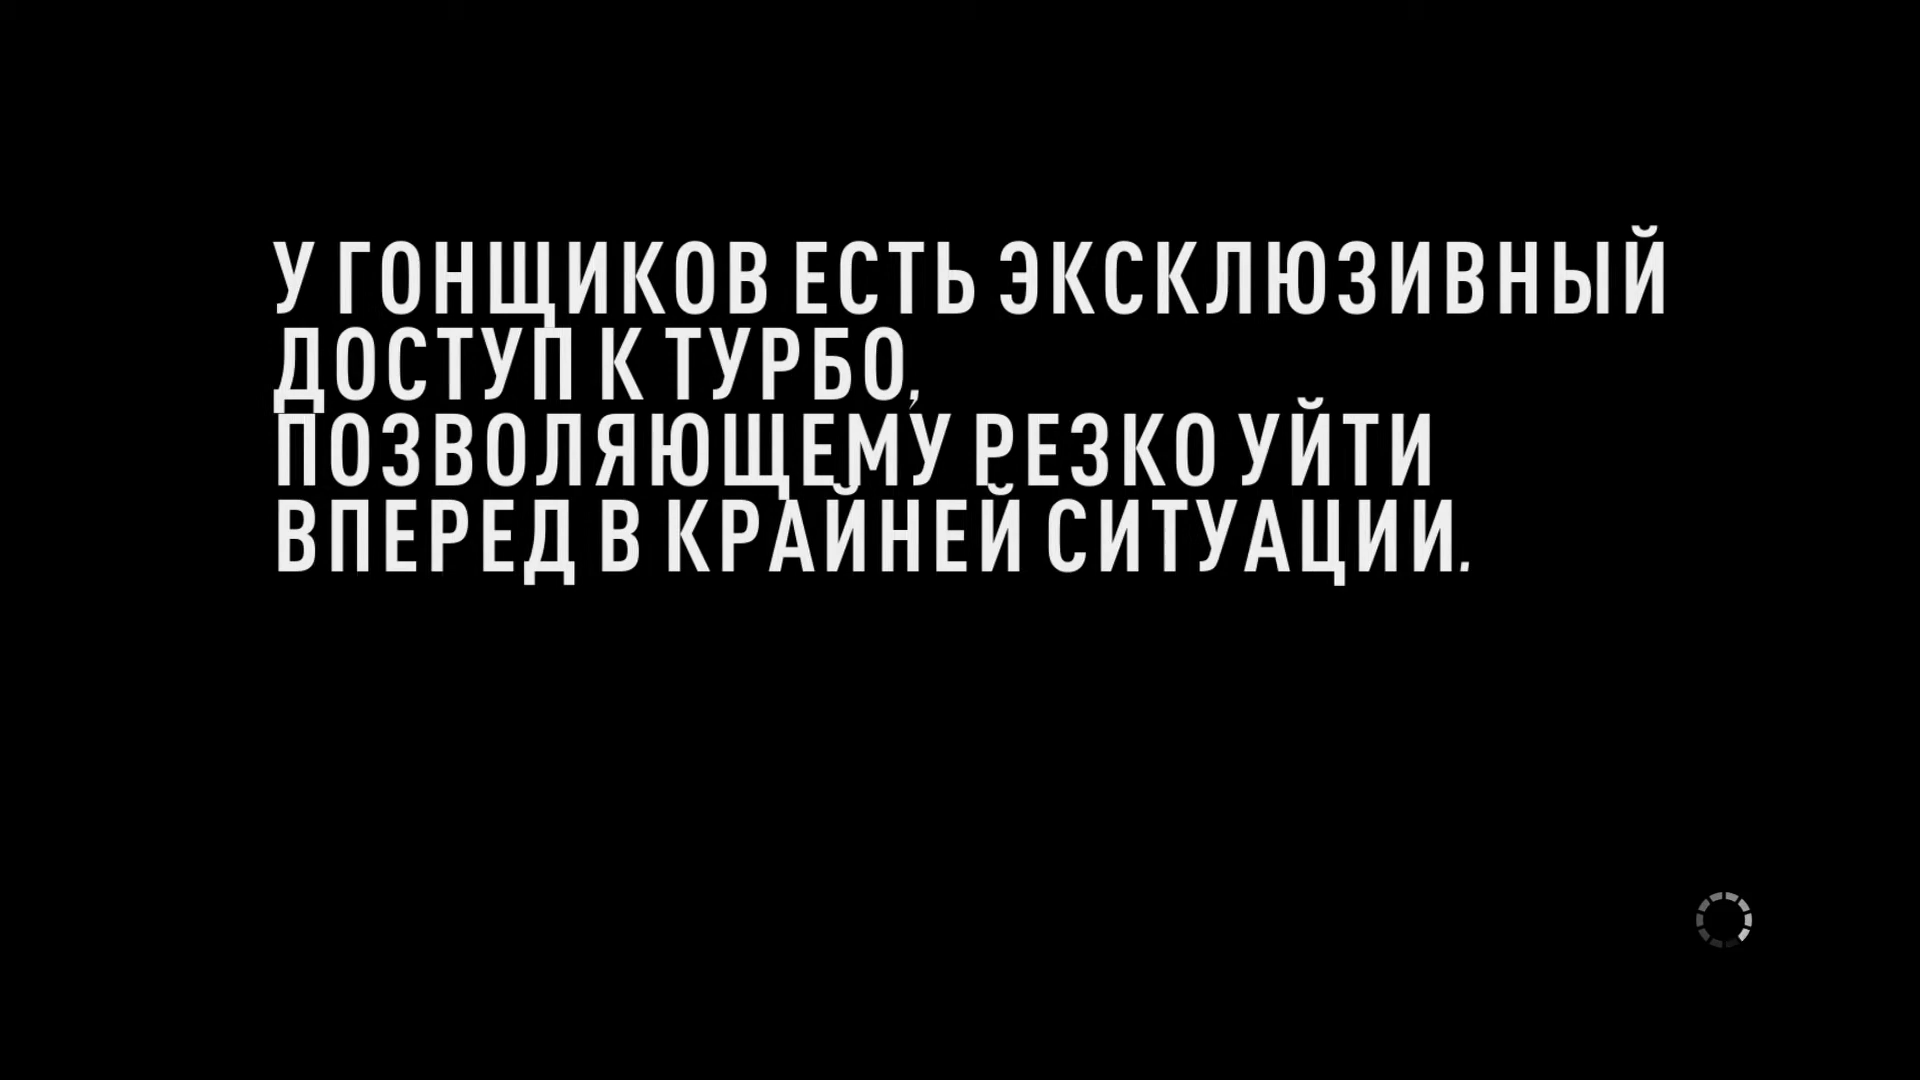 У ГОНЩИКОВ ЕСТЬ ЭКСКЛЮЗИВНЫЙ
ДОСТУП К ТУРБО,
ПОЗВОЛЯЮЩЕМУ РЕЗКО УЙТИ
ВПЕРЕД В КРАЙНЕЙ СИТУАЦИИ.